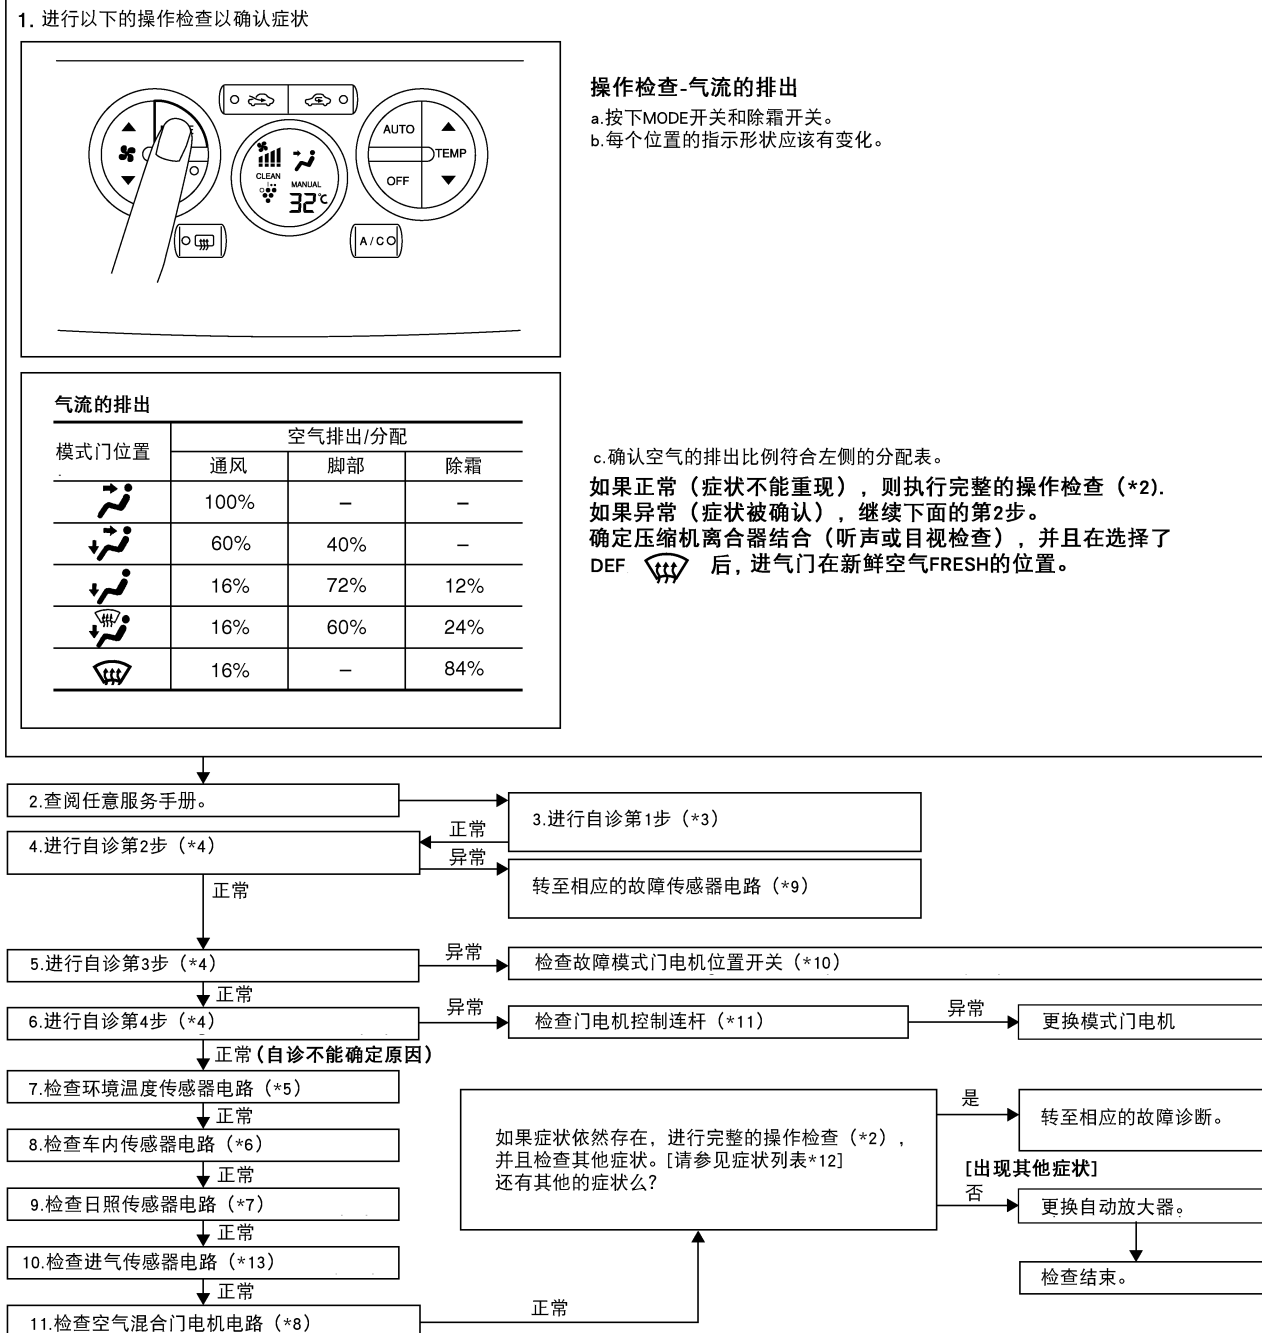 1. 进行以下的操作检查以确认症状
AUTO
TEMP
OFF
CLEAN
MANUAL
32℃
A/C
操作检查-气流的排出
a.按下MODE开关和除霜开关。
b.每个位置的指示形状应该有变化。
气流的排出
模式门位置
空气排出/分配
通风 脚部 除霜
100% – –
60% 40% –
16% 72% 12%
16% 60% 24%
16% – 84%
c.确认空气的排出比例符合左侧的分配表。
如果正常（症状不能重现），则执行完整的操作检查（*2).
如果异常（症状被确认），继续下面的第2步。
确定压缩机离合器结合（听声或目视检查），并且在选择了
DEF 后，进气门在新鲜空气FRESH的位置。
2.查阅任意服务手册。
3.进行自诊第1步（*3）
正常
4.进行自诊第2步（*4）
异常
转至相应的故障传感器电路（*9）
正常
5.进行自诊第3步（*4）
异常
检查故障模式门电机位置开关（*10）
正常
6.进行自诊第4步（*4）
异常
检查门电机控制连杆（*11）
异常
更换模式门电机
正常(自诊不能确定原因)
7.检查环境温度传感器电路（*5）
正常
8.检查车内传感器电路（*6）
正常
9.检查日照传感器电路（*7）
正常
10.检查进气传感器电路（*13）
正常
11.检查空气混合门电机电路（*8）
正常
如果症状依然存在，进行完整的操作检查（*2），
并且检查其他症状。[请参见症状列表*12]
还有其他的症状么?
是
转至相应的故障诊断。
[出现其他症状]
否
更换自动放大器。
检查结束。